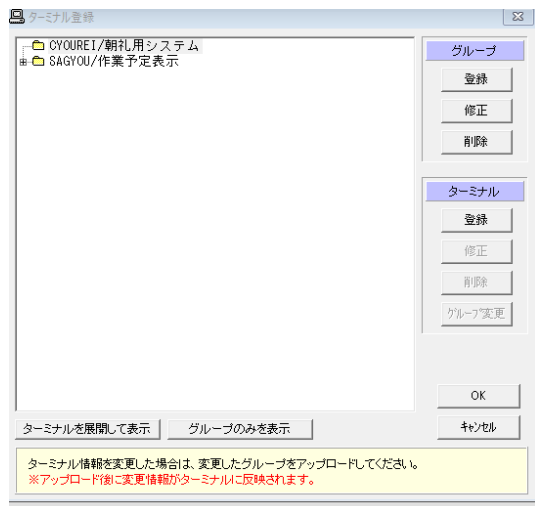 ターミナル登録
CYOUREI/朝礼用システム
SAGYOU/作業予定表示
グループ
登録
修正
削除
ターミナル
登録
修正
削除
ｸﾞﾙｰﾌﾟ変更
OK
ｷｬﾝｾﾙ
ターミナルを展開して表示
グループのみを表示
ターミナル情報を変更した場合は、変更したグループをアップロードしてください。
※アップロード後に変更情報がターミナルに反映されます。